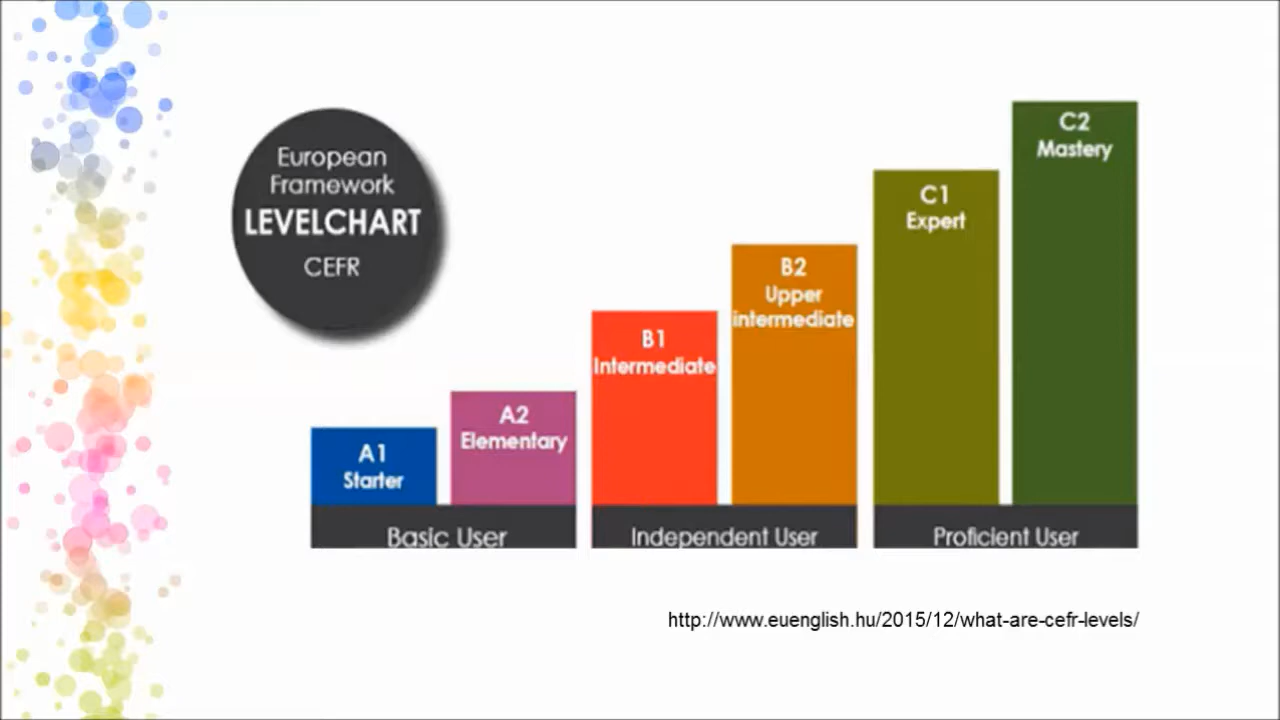 European
Framework
LEVELCHART
CEFR
A1
Starter
A2
Elementary
Basic User
B1
Intermediate
B2
Upper
intermediate
Independent User
C1
Expert
C2
Mastery
Proficient User
http://www.euenglish.hu/2015/12/what-are-cefr-levels/